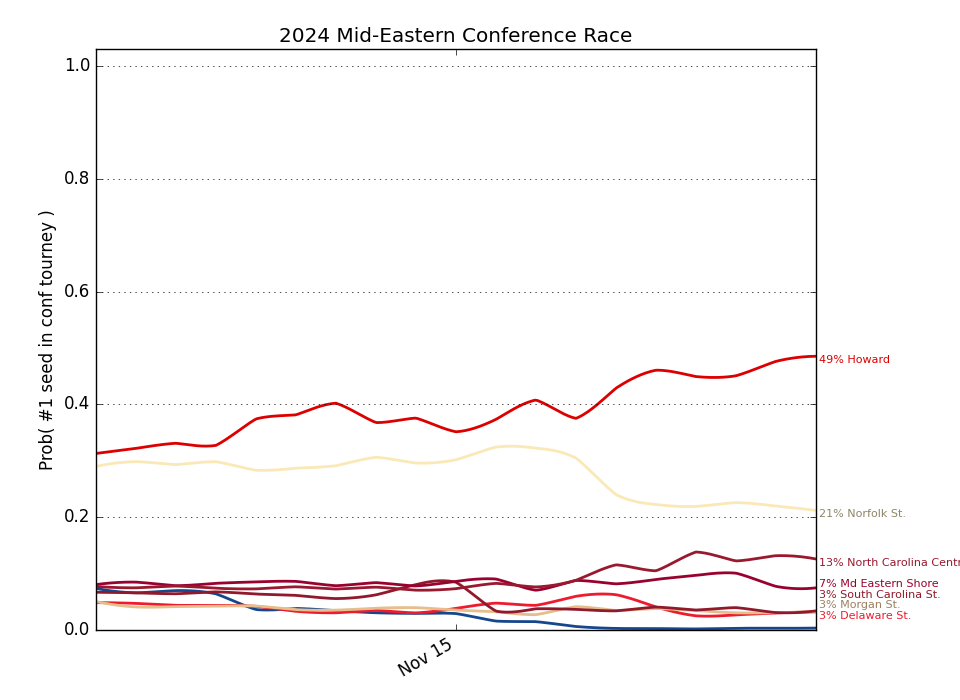 2024 Mid-Eastern Conference Race
Prob( #1 seed in conf tourney )
1.0
0.8
0.6
0.4
0.2
0.0
Nov 15
49% Howard
21% Norfolk St.
13% North Carolina Centr
7% Md Eastern Shore
3% South Carolina St.
3% Morgan St.
3% Delaware St.